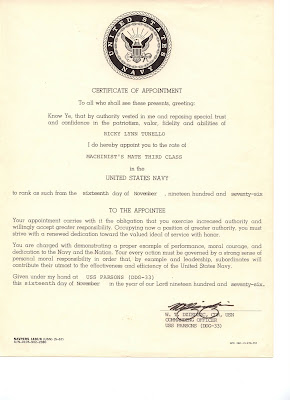 UNITED STATES NAVY
CERTIFICATE OF APPOINTMENT
To all who shall see these presents, greeting:
Know Ye, that by authority vested in me and reposing special trust
and confidence in the patriotism, valor, fidelity and abilities of
RICKY LYNN TUNELLO
I do hereby appoint you to the rate of
MACHINIST'S MATE THIRD CLASS
in the
UNITED STATES NAVY
to rank as such from the sixteenth day of November , nineteen hundred and seventy-six
TO THE APPOINTEE
Your appointment carries with it the obligation that you exercise increased authority and
willingly accept greater responsibility. Occupying now a position of greater authority, you must
strive with a renewed dedication toward the valued ideal of service with honor.
You are charged with demonstrating a proper example of performance, moral courage, and
dedication to the Navy and the Nation. Your every action must be governed by a strong sense of
personal moral responsibility in order that, by example and leadership, subordinates will
contribute their utmost to the effectiveness and efficiency of the United States Navy.
Given under my hand at USS PARSONS (DDG-33)
this sixteenth day of November in the year of our Lord nineteen hundred and seventy-six.
W. USN
COMMANDING OFFICER
USS PARSONS (DDG-33)
NAVPERS